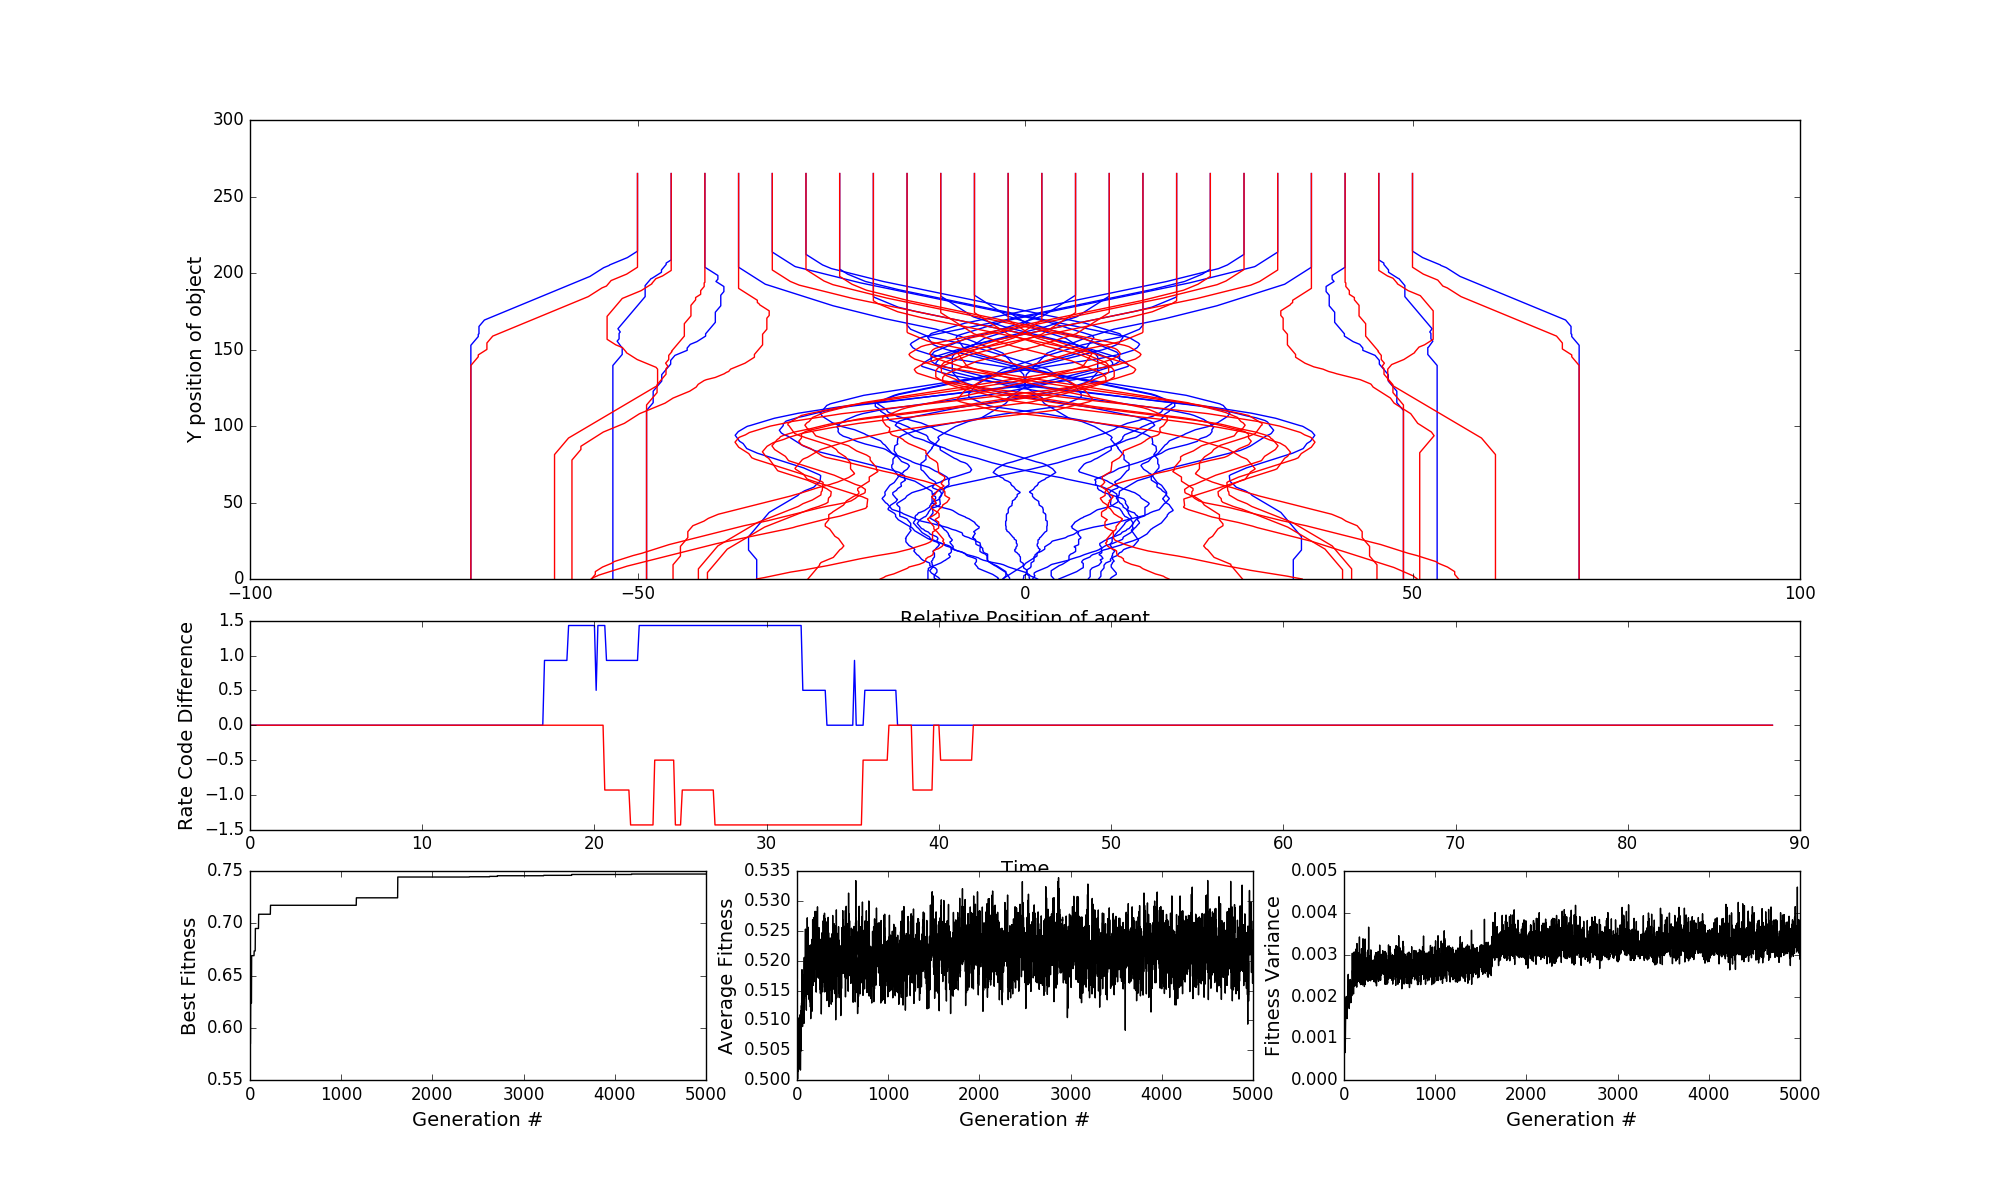 300
250
200
150
100
50
0
Y position of object
−100 −50 0 50 100
Relative Position of agent
1.5
1.0
0.5
0.0
−0.5
−1.0
−1.5
Rate Code Difference
0 10 20 30 40 50 60 70 80 90
Time
0.75
0.70
0.65
0.60
0.55
Best Fitness
0 1000 2000 3000 4000 5000
Generation #
0.535
0.530
0.525
0.520
0.515
0.510
0.505
0.500
Average Fitness
0 1000 2000 3000 4000 5000
Generation #
0.005
0.004
0.003
0.002
0.001
0.000
Fitness Variance
0 1000 2000 3000 4000 5000
Generation #